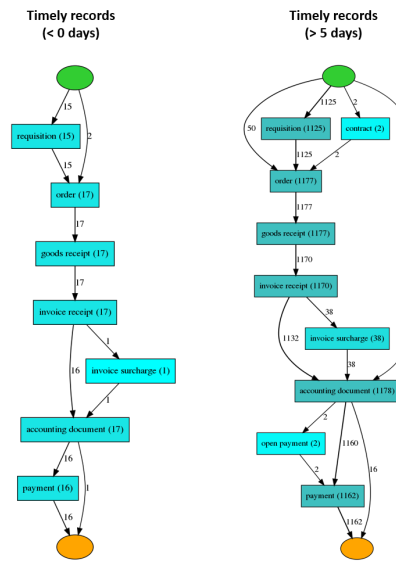 Timely records
(< 0 days)
15
2
requisition (15)
15
order (17)
17
goods receipt (17)
17
invoice receipt (17)
1
16
invoice surcharge (1)
1
accounting document (17)
16
1
payment (16)
16
Timely records
(> 5 days)
1125
2
50
requisition (1125)
contract (2)
1125
2
order (1177)
1177
goods receipt (1177)
1170
invoice receipt (1170)
38
1132
invoice surcharge (38)
38
accounting document (1178)
2
open payment (2)
1160
16
2
payment (1162)
1162